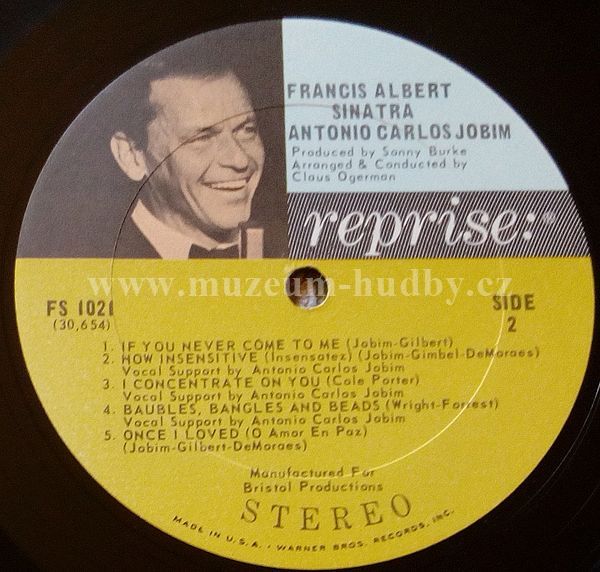 FRANCIS ALBERT
SINATRA
ANTONIO CARLOS JOBIM
Produced by Sonny Burke
Arranged & Conducted by
Claus Ogerman
reprise:®
www.muzeum-hudby.cz
FS 1021
(30,654)
SIDE
2
1. IF YOU NEVER COME TO ME (Jobim-Gilbert)
2. HOW INSENSITIVE (Insensatez) (Jobim-Gimbel-DeMoraes)
Vocal Support by Antonio Carlos Jobim
3. I CONCENTRATE ON YOU (Cole Porter)
Vocal Support by Antonio Carlos Jobim
4. BAUBLES, BANGLES AND BEADS (Wright-Forrest)
Vocal Support by Antonio Carlos Jobim
5. ONCE I LOVED (O Amor En Paz)
(Jobim-Gilbert-DeMoraes)
Manufactured For
Bristol Productions
STEREO
MADE IN U.S.A. • WARNER BROS. RECORDS, INC.